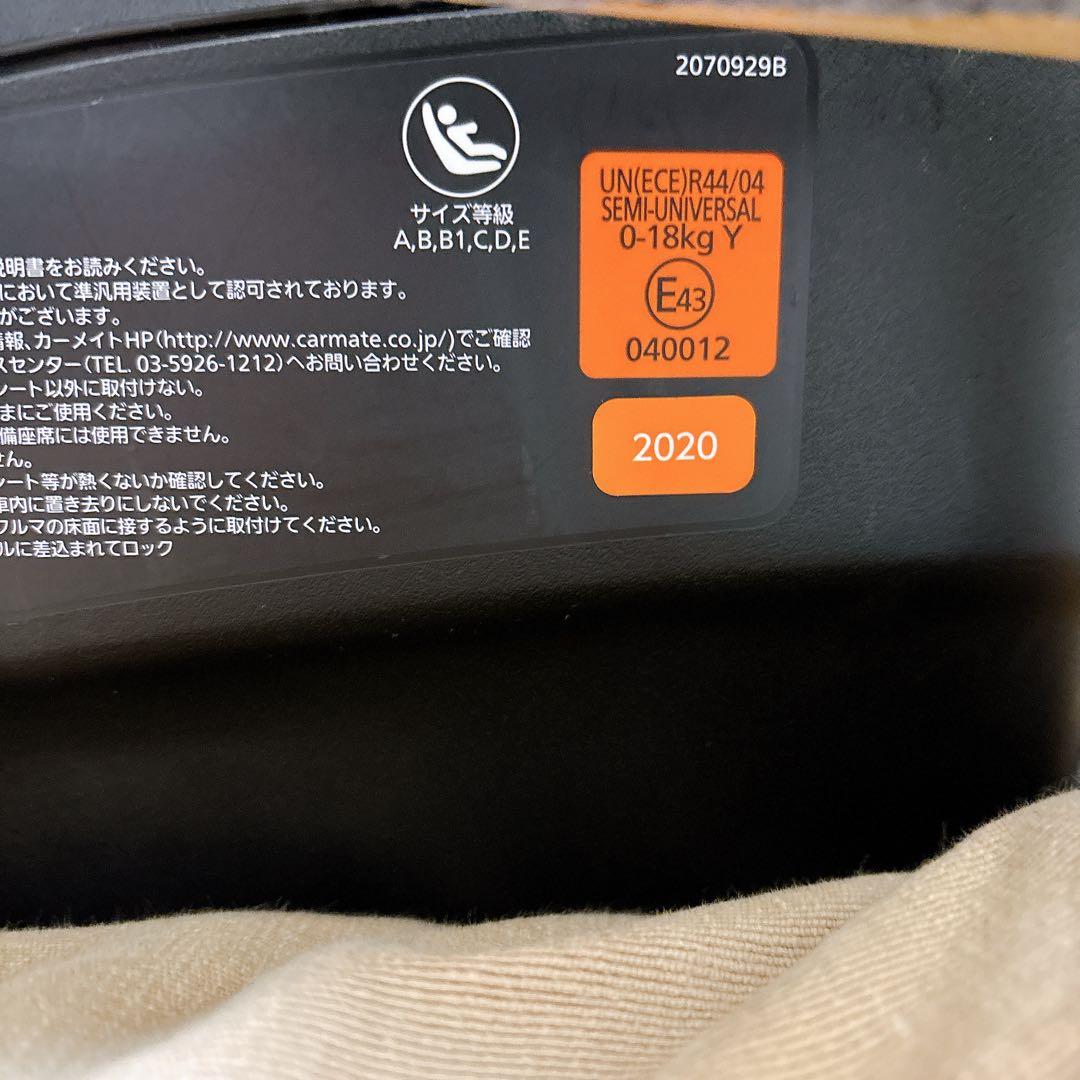 2070929B
サイズ等級
A,B,B1,C,D,E
UN(ECE)R44/04
SEMI-UNIVERSAL
0-18kg Y
E43
040012
2020
説明書をお読みください。
において準汎用装置として認可されております。
がございます。
情報、カーメイトHP(http://www.carmate.co.jp/)でご確認
スセンター(TEL. 03-5926-1212)へお問い合わせください。
シート以外に取付けない。
まにご使用ください。
備座席には使用できません。
せん。
シート等が熱くないか確認してください。
車内に置き去りにしないでください。
クルマの床面に接するように取付けてください。
ルに差込まれてロック